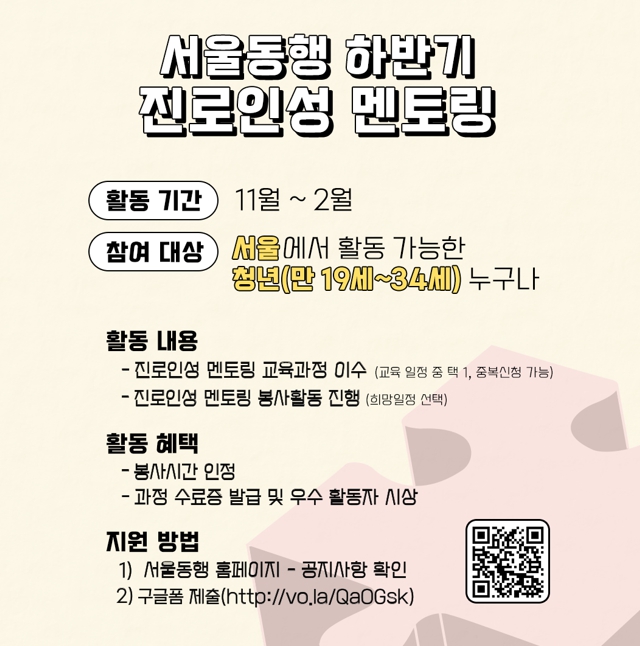 서울동행 하반기
진로인성 멘토링
활동 기간 11월 ~ 2월
참여 대상 서울에서 활동 가능한
청년(만 19세~34세) 누구나
활동 내용
- 진로인성 멘토링 교육과정 이수 (교육 일정 중 택 1, 중복신청 가능)
- 진로인성 멘토링 봉사활동 진행 (희망일정 선택)
활동 혜택
- 봉사시간 인정
- 과정 수료증 발급 및 우수 활동자 시상
지원 방법
1) 서울동행 홈페이지 - 공지사항 확인
2) 구글폼 제출(http://vo.la/QaOGsk)